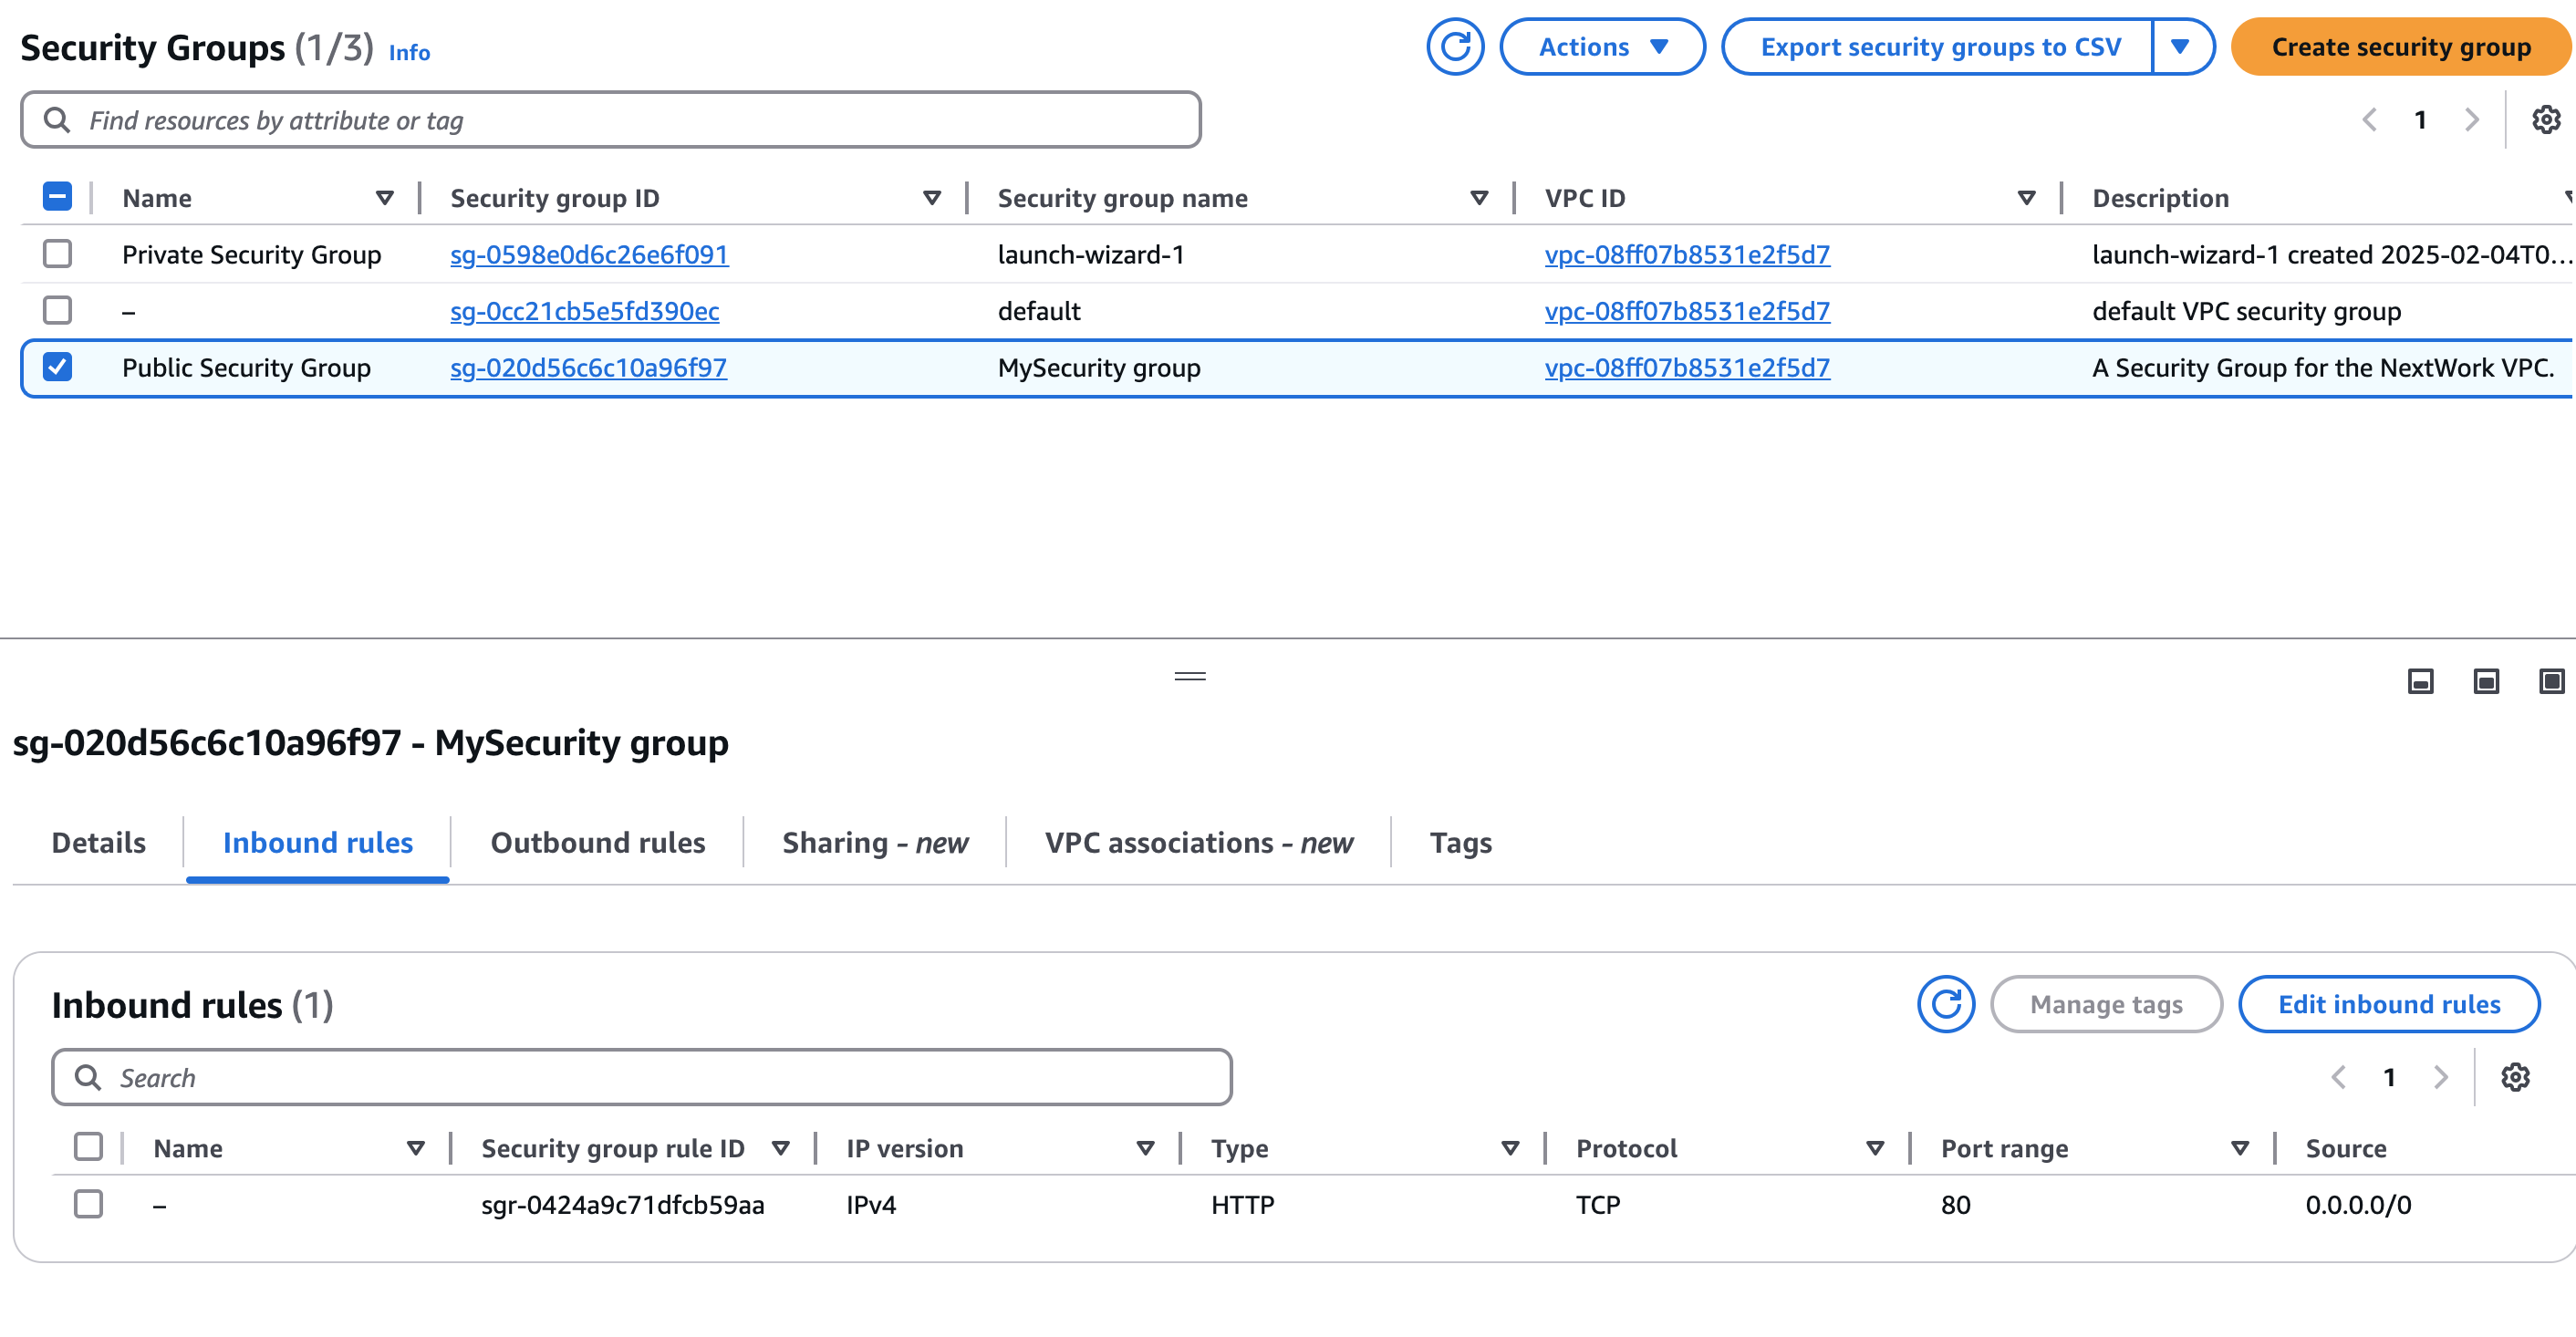 Security Groups (1/3) Info Actions Export security groups to CSV Create security group
Find resources by attribute or tag 1
Name Security group ID Security group name VPC ID Description
Private Security Group sg-0598e0d6c26e6f091 launch-wizard-1 vpc-08ff07b8531e2f5d7 launch-wizard-1 created 2025-02-04T0...
– sg-0cc21cb5e5fd390ec default vpc-08ff07b8531e2f5d7 default VPC security group
Public Security Group sg-020d56c6c10a96f97 MySecurity group vpc-08ff07b8531e2f5d7 A Security Group for the NextWork VPC.
sg-020d56c6c10a96f97 - MySecurity group
Details Inbound rules Outbound rules Sharing - new VPC associations - new Tags
Inbound rules (1) Manage tags Edit inbound rules
Search 1
Name Security group rule ID IP version Type Protocol Port range Source
– sgr-0424a9c71dfcb59aa IPv4 HTTP TCP 80 0.0.0.0/0